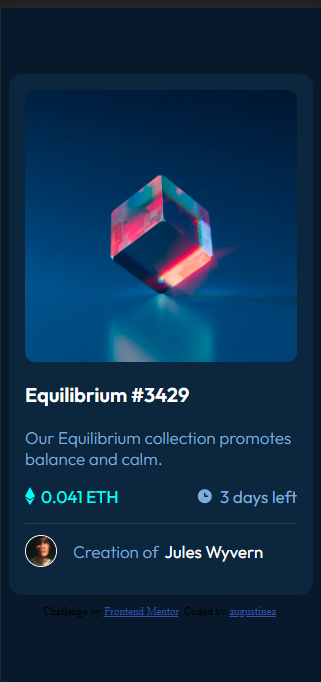 Equilibrium #3429
Our Equilibrium collection promotes
balance and calm.
0.041 ETH 3 days left
Creation of Jules Wyvern
Challenge by Frontend Mentor. Coded by augustinea